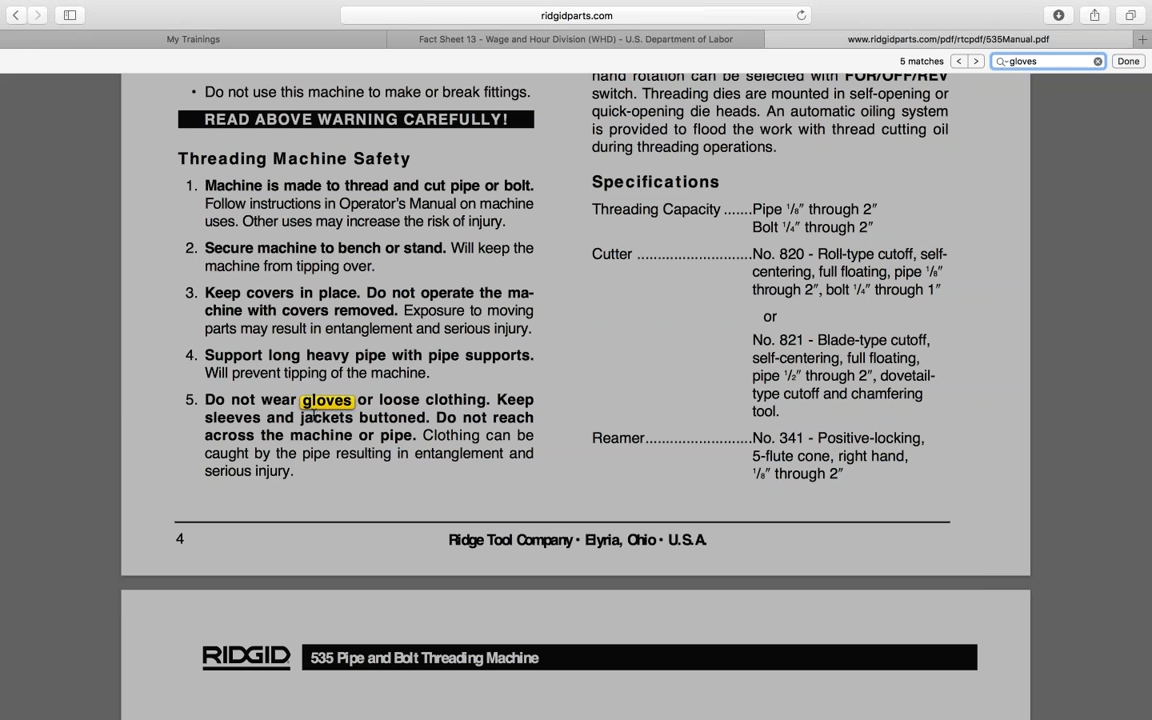 ridgidparts.com
My Trainings
Fact Sheet 13 - Wage and Hour Division (WHD) - U.S. Department of Labor
www.ridgidparts.com/pdf/rtcpdf/535Manual.pdf
5 matches
gloves
Done
• Do not use this machine to make or break fittings.
READ ABOVE WARNING CAREFULLY!
Threading Machine Safety
1. Machine is made to thread and cut pipe or bolt.
Follow instructions in Operator's Manual on machine
uses. Other uses may increase the risk of injury.
2. Secure machine to bench or stand. Will keep the
machine from tipping over.
3. Keep covers in place. Do not operate the ma-
chine with covers removed. Exposure to moving
parts may result in entanglement and serious injury.
4. Support long heavy pipe with pipe supports.
Will prevent tipping of the machine.
5. Do not wear gloves or loose clothing. Keep
sleeves and jackets buttoned. Do not reach
across the machine or pipe. Clothing can be
caught by the pipe resulting in entanglement and
serious injury.
hand rotation can be selected with FOR/OFF/REV
switch. Threading dies are mounted in self-opening or
quick-opening die heads. An automatic oiling system
is provided to flood the work with thread cutting oil
during threading operations.
Specifications
Threading Capacity .......Pipe 1/8″ through 2″
Bolt 1/4″ through 2″
Cutter ............................No. 820 - Roll-type cutoff, self-
centering, full floating, pipe 1/8″
through 2″, bolt 1/4″ through 1″
or
No. 821 - Blade-type cutoff,
self-centering, full floating,
pipe 1/2″ through 2″, dovetail-
type cutoff and chamfering
tool.
Reamer..........................No. 341 - Positive-locking,
5-flute cone, right hand,
1/8″ through 2″
4
Ridge Tool Company • Elyria, Ohio • U.S.A.
RIDGID
535 Pipe and Bolt Threading Machine